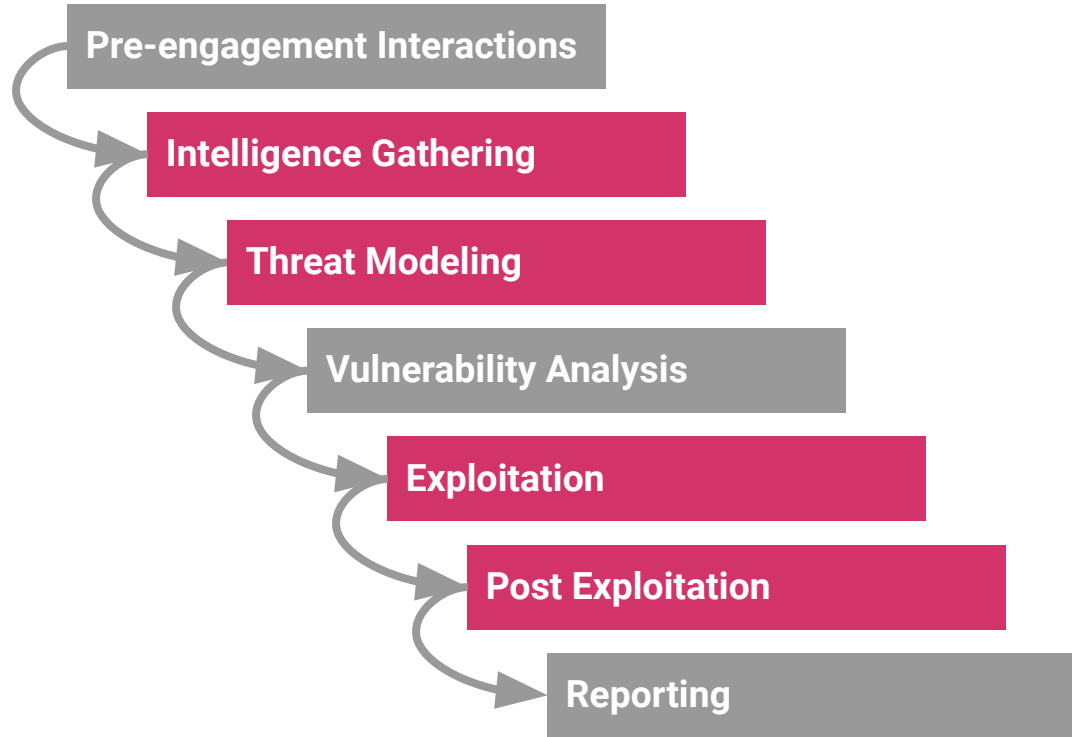 Pre-engagement Interactions
Intelligence Gathering
Threat Modeling
Vulnerability Analysis
Exploitation
Post Exploitation
Reporting